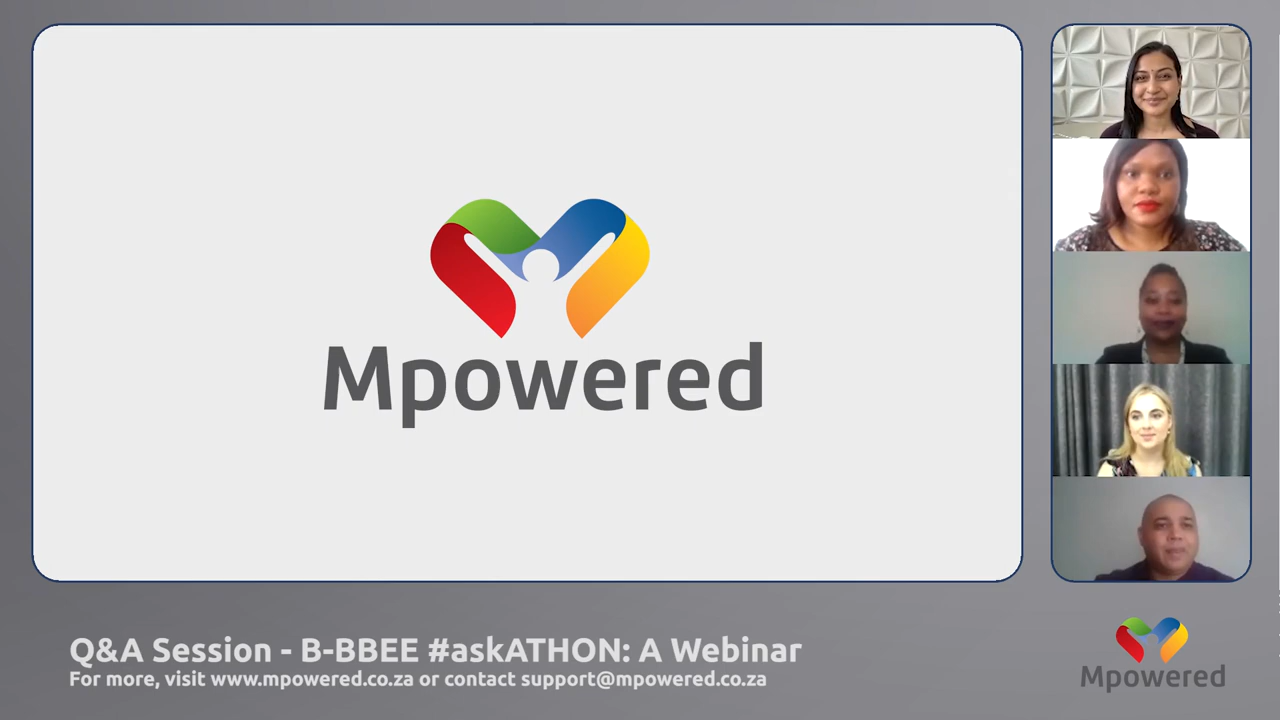 Mpowered
Q&A Session - B-BBEE #askATHON: A Webinar
For more, visit www.mpowered.co.za or contact support@mpowered.co.za
Mpowered